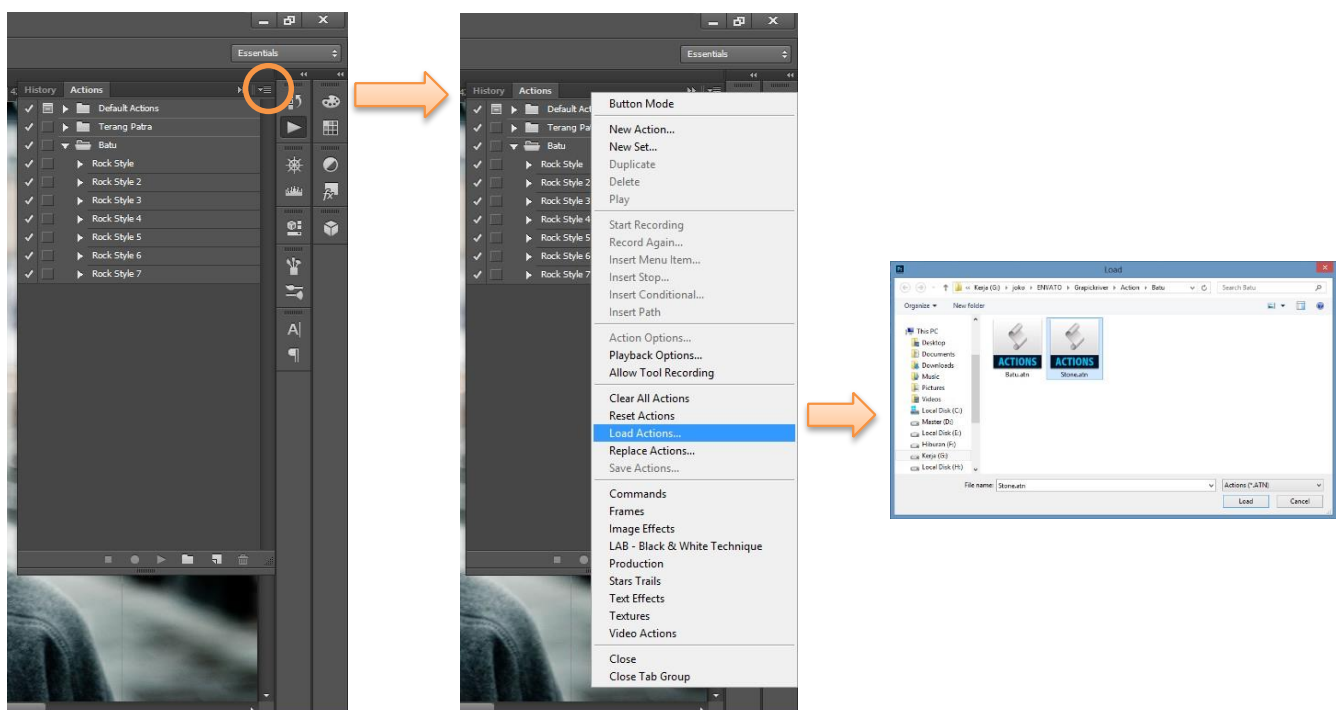 Essentials
History Actions
Default Actions
Terang Patra
Batu
Rock Style
Rock Style 2
Rock Style 3
Rock Style 4
Rock Style 5
Rock Style 6
Rock Style 7
A
Essentials
History Actions
Default Act
Terang Pa
Batu
Rock Style
Rock Style 2
Rock Style 3
Rock Style 4
Rock Style 5
Rock Style 6
Rock Style 7
Button Mode
New Action...
New Set...
Duplicate
Delete
Play
Start Recording
Record Again...
Insert Menu Item...
Insert Stop...
Insert Conditional...
Insert Path
Action Options...
Playback Options...
Allow Tool Recording
Clear All Actions
Reset Actions
Load Actions...
Replace Actions...
Save Actions...
Commands
Frames
Image Effects
LAB - Black & White Technique
Production
Stars Trails
Text Effects
Textures
Video Actions
Close
Close Tab Group
Ps Load
« Kerja (G:) joko ENVATO Grapickriver Action Batu Search Batu
Organize New folder
This PC
Desktop
Documents
Downloads
Music
Pictures
Videos
Local Disk (C:)
Master (D:)
Local Disk (E:)
Hiburan (F:)
Kerja (G:)
Local Disk (H:)
ACTIONS ACTIONS
Batu.atn Stone.atn
File name: Stone.atn Actions (*.ATN)
Load Cancel